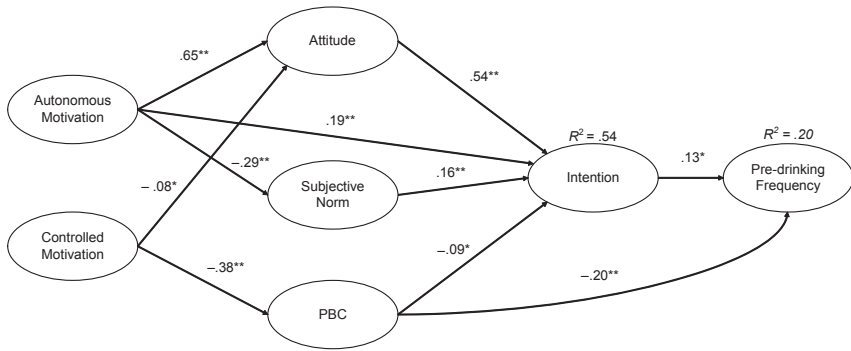 Attitude
.65**
.54**
Autonomous
Motivation
.19**
R² = .54
R² = .20
–.29**
.13*
Pre-drinking
Frequency
Intention
– .08*
Subjective
Norm
.16**
Controlled
Motivation
–.38**
–.09*
–.20**
PBC